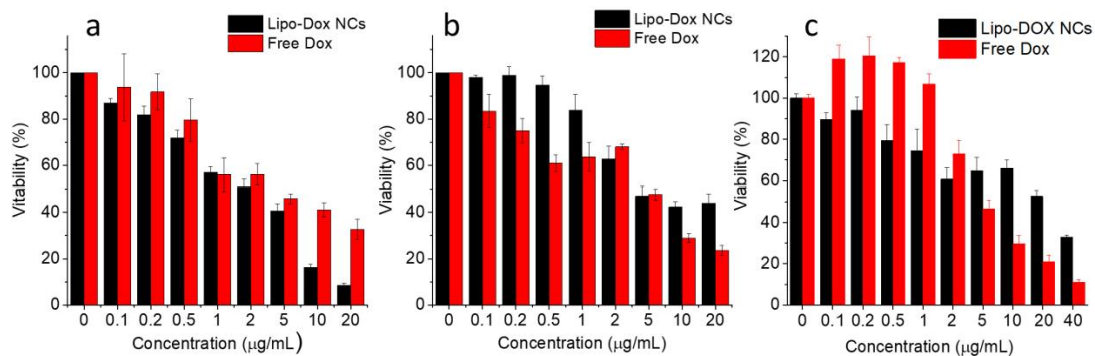 a
Lipo-Dox NCs
Free Dox
100
80
60
40
20
0
Vitability (%)
0 0.1 0.2 0.5 1 2 5 10 20
Concentration (µg/mL)
b
Lipo-Dox NCs
Free Dox
100
80
60
40
20
0
Viability (%)
0 0.1 0.2 0.5 1 2 5 10 20
Concentration (µg/mL)
c
Lipo-DOX NCs
Free Dox
120
100
80
60
40
20
0
Viability (%)
0 0.1 0.2 0.5 1 2 5 10 20 40
Concentration (µg/mL)